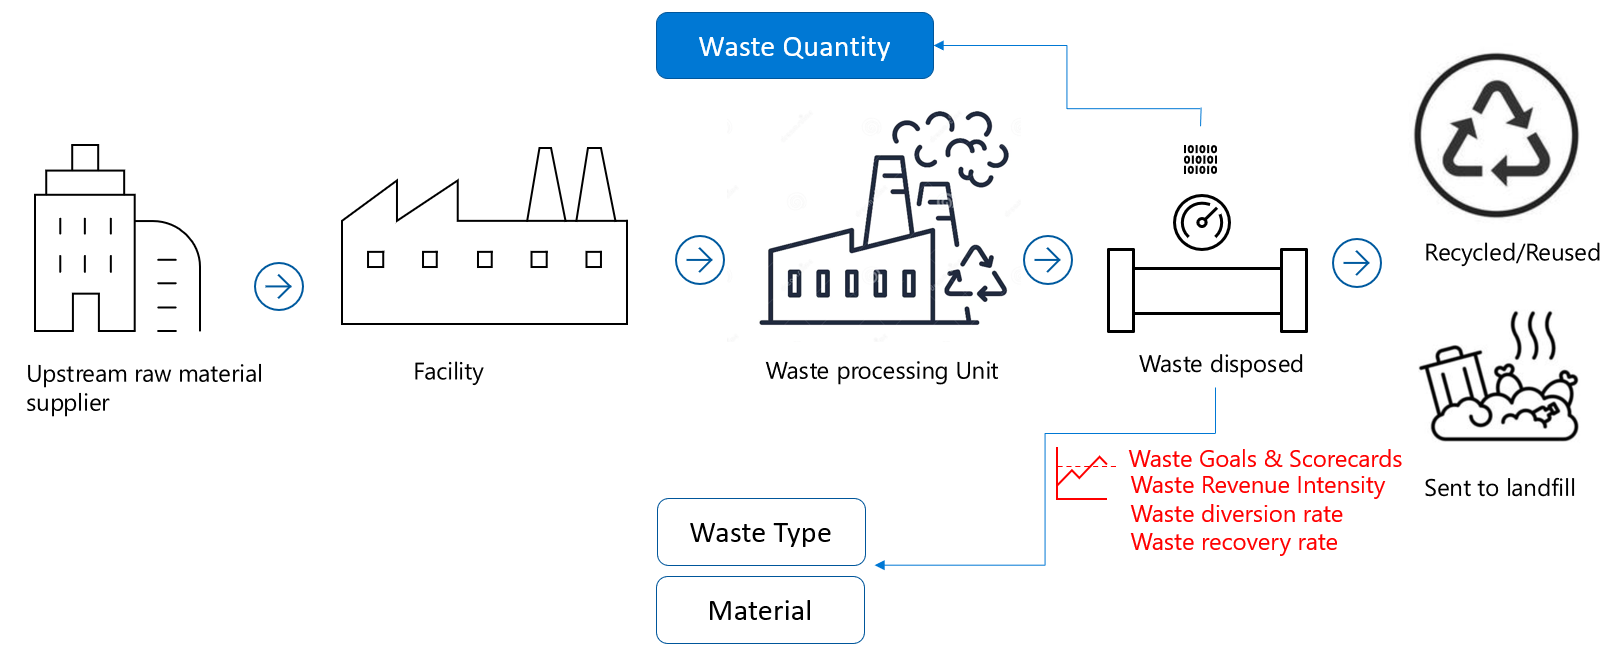 Waste Quantity
101010
010101
101010
Recycled/Reused
Upstream raw material
supplier
Facility
Waste processing Unit
Waste disposed
Waste Goals & Scorecards
Waste Revenue Intensity
Waste diversion rate
Waste recovery rate
Sent to landfill
Waste Type
Material